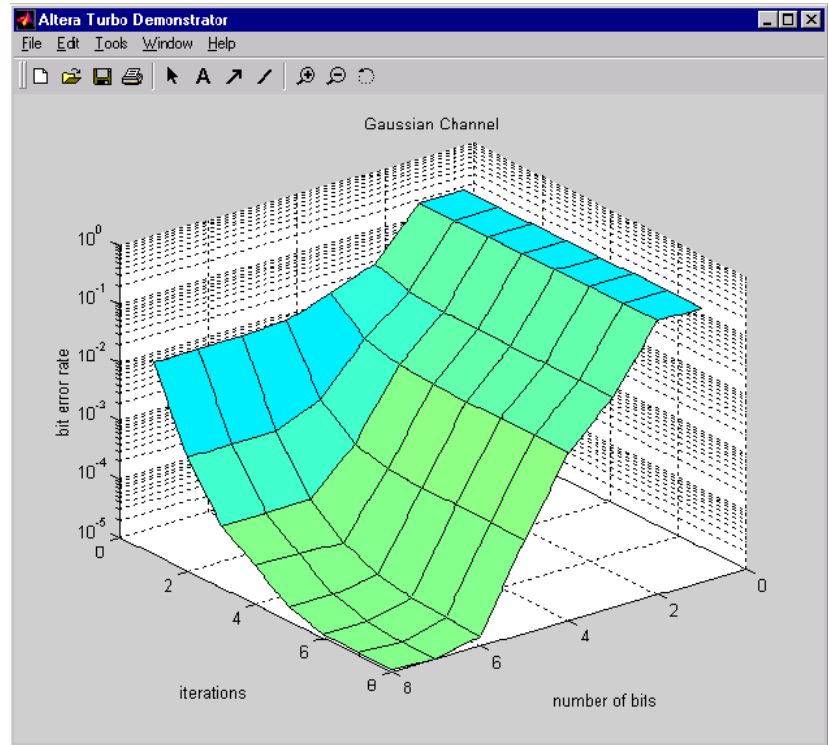 Altera Turbo Demonstrator
File Edit Tools Window Help
A
Gaussian Channel
10^0
10^-1
10^-2
10^-3
10^-4
10^-5
bit error rate
0
2
4
6
8
iterations
8
6
4
2
0
number of bits